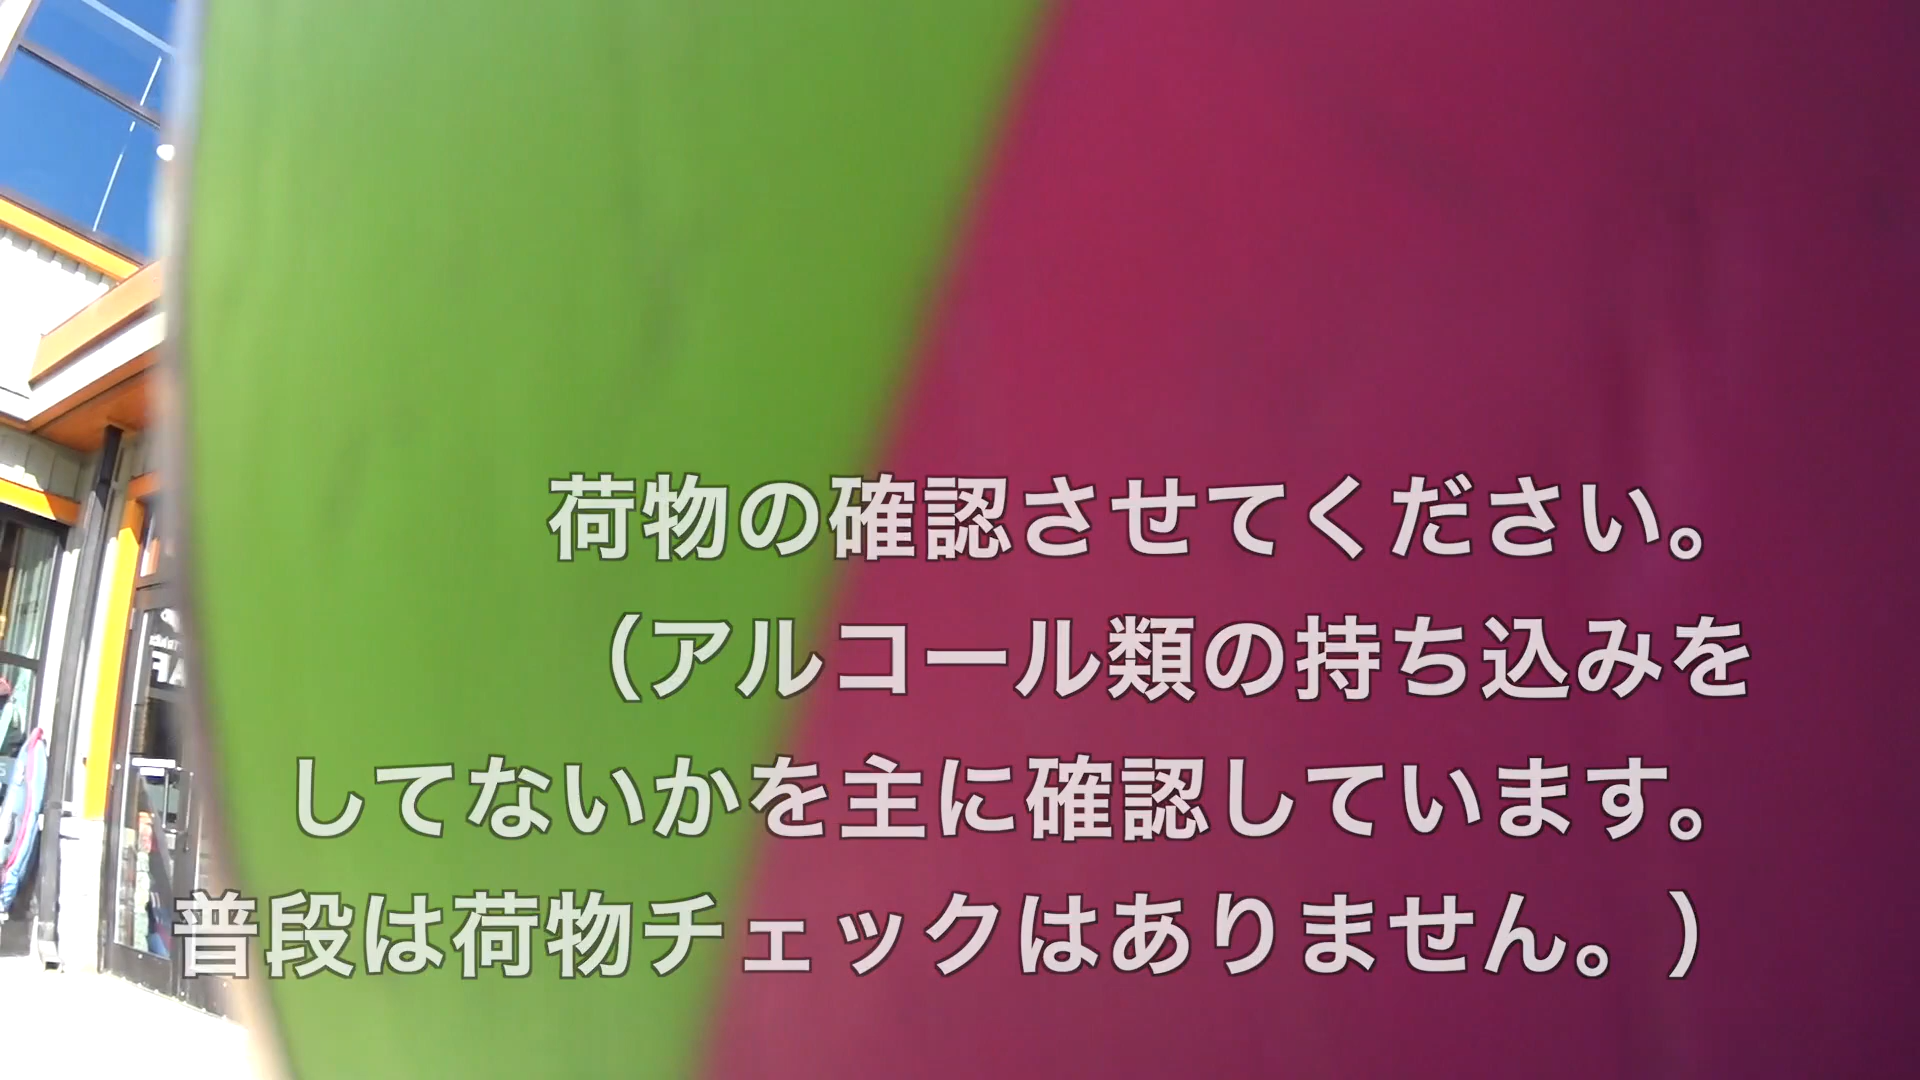 荷物の確認させてください。
（アルコール類の持ち込みを
してないかを主に確認しています。
普段は荷物チェックはありません。）